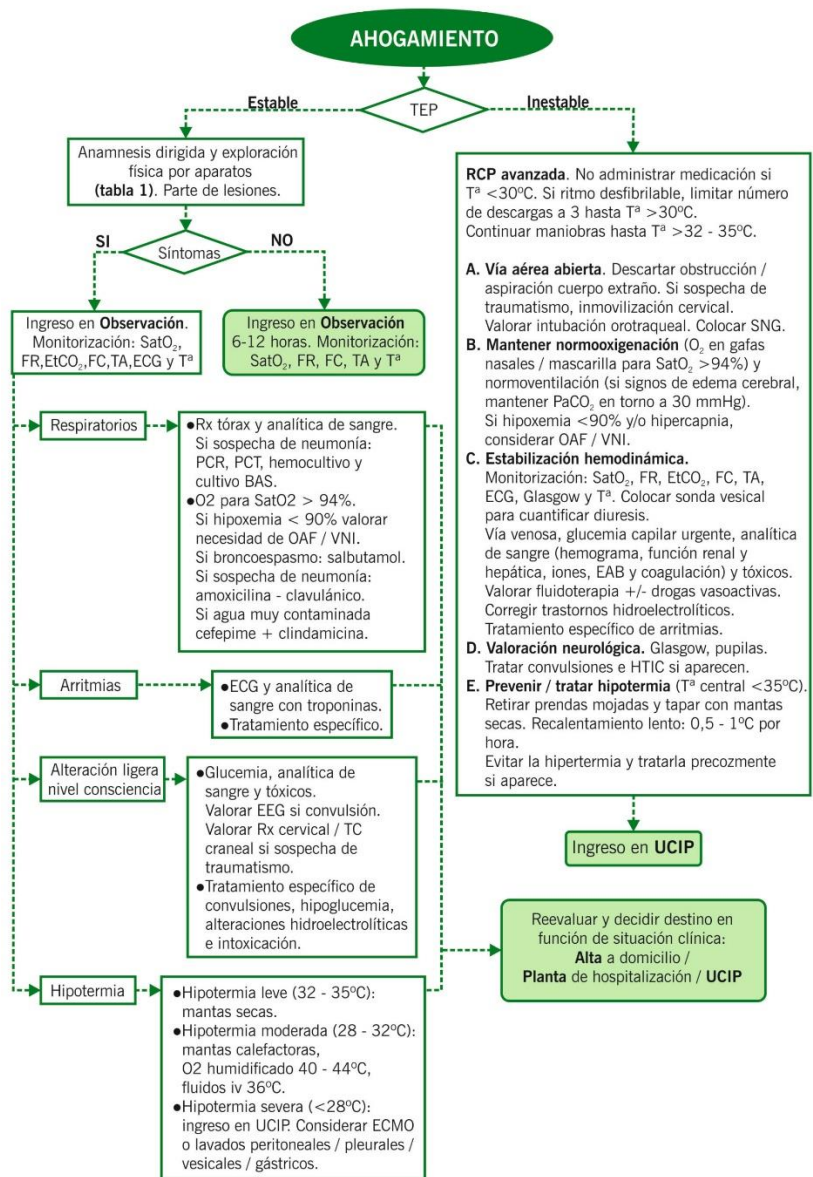 AHOGAMIENTO
Estable
TEP
Inestable
Anamnesis dirigida y exploración
física por aparatos
(tabla 1). Parte de lesiones.
SI
Síntomas
NO
Ingreso en Observación.
Monitorización: SatO₂,
FR,EtCO₂,FC,TA,ECG y Tª
Ingreso en Observación
6-12 horas. Monitorización:
SatO₂, FR, FC, TA y Tª
Respiratorios
●Rx tórax y analítica de sangre.
Si sospecha de neumonía:
PCR, PCT, hemocultivo y
cultivo BAS.
●O2 para SatO2 > 94%.
Si hipoxemia < 90% valorar
necesidad de OAF / VNI.
Si broncoespasmo: salbutamol.
Si sospecha de neumonía:
amoxicilina - clavulánico.
Si agua muy contaminada
cefepime + clindamicina.
Arritmias
●ECG y analítica de
sangre con troponinas.
●Tratamiento específico.
Alteración ligera
nivel consciencia
●Glucemia, analítica de
sangre y tóxicos.
Valorar EEG si convulsión.
Valorar Rx cervical / TC
craneal si sospecha de
traumatismo.
●Tratamiento específico de
convulsiones, hipoglucemia,
alteraciones hidroelectrolíticas
e intoxicación.
Hipotermia
●Hipotermia leve (32 - 35ºC):
mantas secas.
●Hipotermia moderada (28 - 32ºC):
mantas calefactoras,
O2 humidificado 40 - 44ºC,
fluidos iv 36ºC.
●Hipotermia severa (<28ºC):
ingreso en UCIP. Considerar ECMO
o lavados peritoneales / pleurales /
vesicales / gástricos.
RCP avanzada. No administrar medicación si
Tª <30ºC. Si ritmo desfibrilable, limitar número
de descargas a 3 hasta Tª >30ºC.
Continuar maniobras hasta Tª >32 - 35ºC.
A. Vía aérea abierta. Descartar obstrucción /
aspiración cuerpo extraño. Si sospecha de
traumatismo, inmovilización cervical.
Valorar intubación orotraqueal. Colocar SNG.
B. Mantener normooxigenación (O₂ en gafas
nasales / mascarilla para SatO₂ >94%) y
normoventilación (si signos de edema cerebral,
mantener PaCO₂ en torno a 30 mmHg).
Si hipoxemia <90% y/o hipercapnia,
considerar OAF / VNI.
C. Estabilización hemodinámica.
Monitorización: SatO₂, FR, EtCO₂, FC, TA,
ECG, Glasgow y Tª. Colocar sonda vesical
para cuantificar diuresis.
Vía venosa, glucemia capilar urgente, analítica
de sangre (hemograma, función renal y
hepática, iones, EAB y coagulación) y tóxicos.
Valorar fluidoterapia +/- drogas vasoactivas.
Corregir trastornos hidroelectrolíticos.
Tratamiento específico de arritmias.
D. Valoración neurológica. Glasgow, pupilas.
Tratar convulsiones e HTIC si aparecen.
E. Prevenir / tratar hipotermia (Tª central <35ºC).
Retirar prendas mojadas y tapar con mantas
secas. Recalentamiento lento: 0,5 - 1ºC por
hora.
Evitar la hipertermia y tratarla precozmente
si aparece.
Ingreso en UCIP
Reevaluar y decidir destino en
función de situación clínica:
Alta a domicilio /
Planta de hospitalización / UCIP